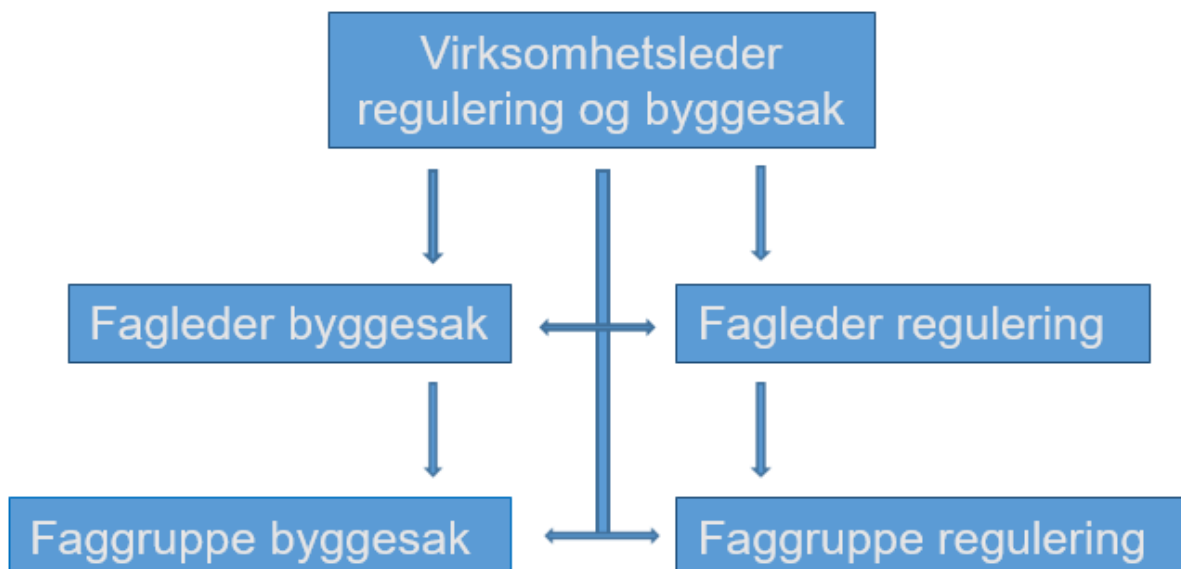 Virksomhetsleder
regulering og byggesak
Fagleder byggesak
Fagleder regulering
Faggruppe byggesak
Faggruppe regulering